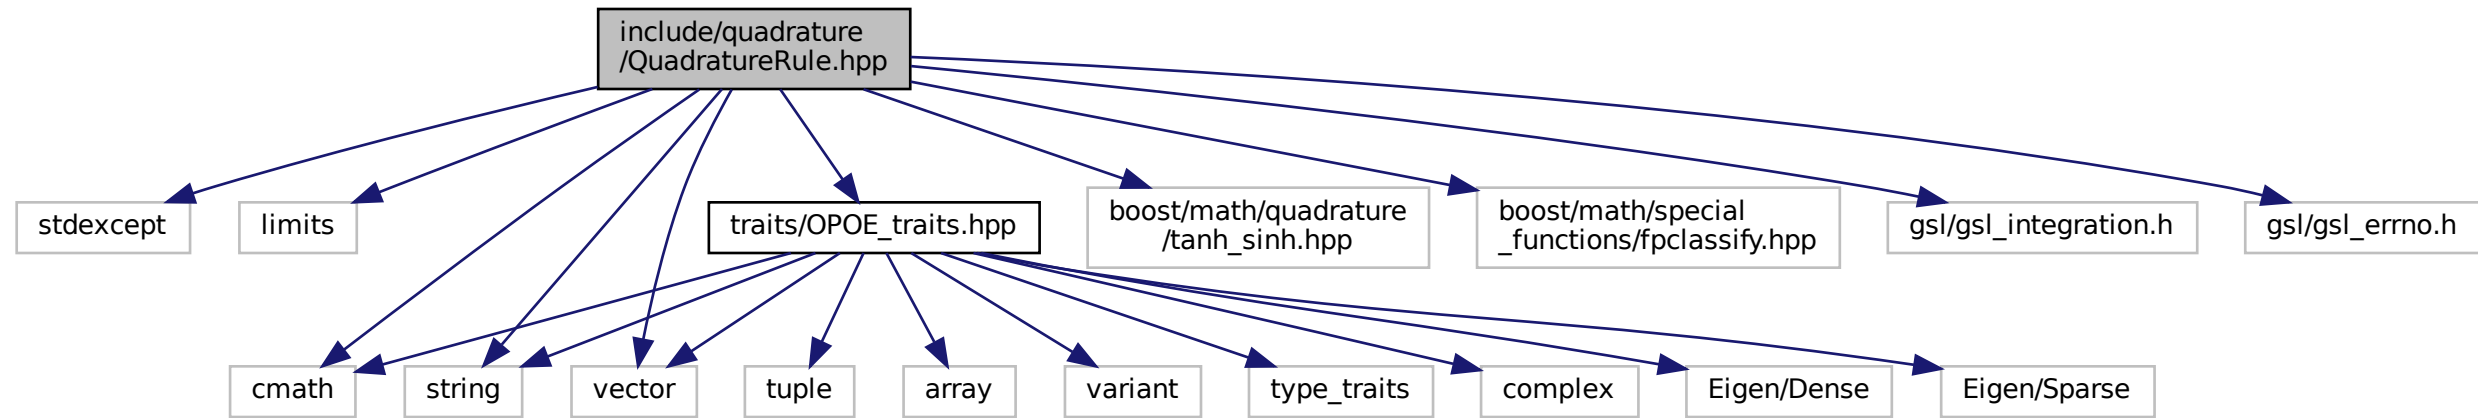 include/quadrature
/QuadratureRule.hpp
stdexcept
limits
traits/OPOE_traits.hpp
boost/math/quadrature
/tanh_sinh.hpp
boost/math/special
_functions/fpclassify.hpp
gsl/gsl_integration.h
gsl/gsl_errno.h
cmath
string
vector
tuple
array
variant
type_traits
complex
Eigen/Dense
Eigen/Sparse